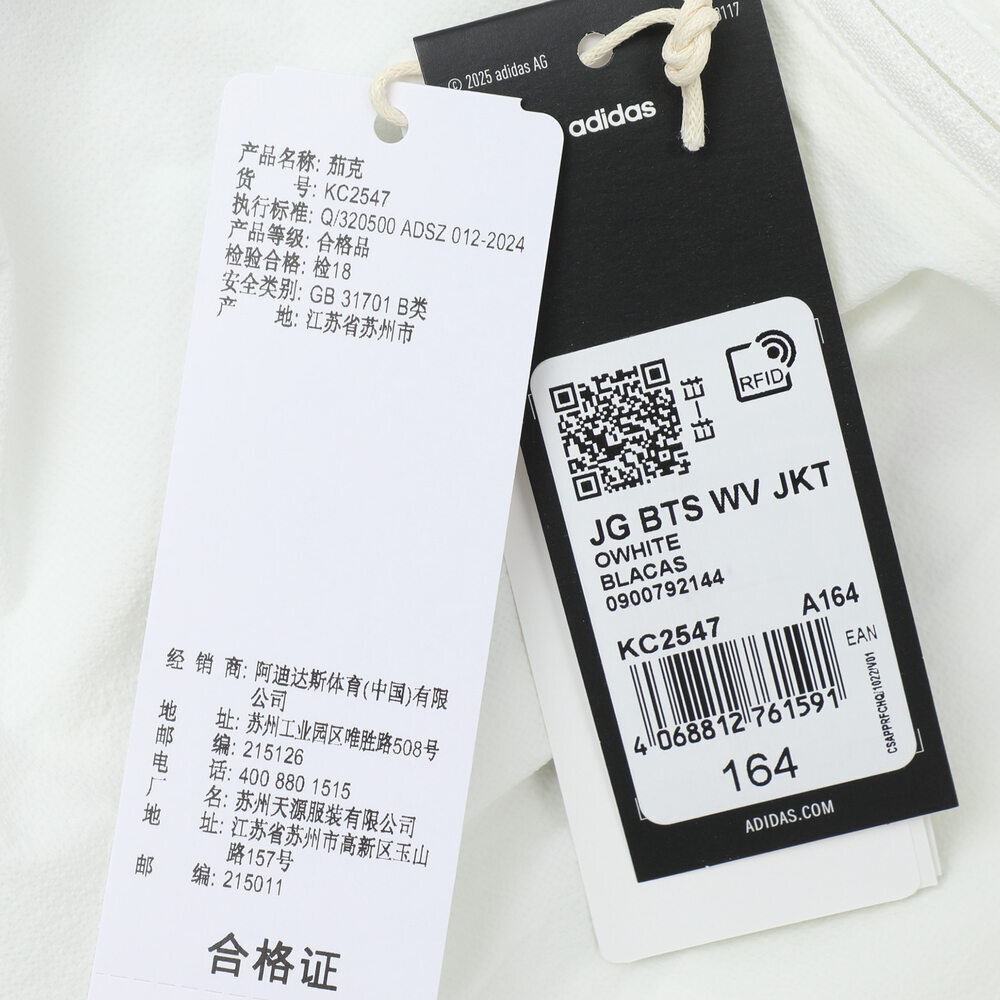 产品名称: 茄克
货 号: KC2547
执行标准: Q/320500 ADSZ 012-2024
产品等级: 合格品
检验合格: 检18
安全类别: GB 31701 B类
产 地: 江苏省苏州市
经 销 商: 阿迪达斯体育(中国)有限
公司
地 址: 苏州工业园区唯胜路508号
邮 编: 215126
电 话: 400 880 1515
厂 名: 苏州天源服装有限公司
地 址: 江苏省苏州市高新区玉山
路157号
邮 编: 215011
合格证
© 2025 adidas AG
adidas
扫一扫
RFID
JG BTS WV JKT
OWHITE
BLACAS
0900792144
KC2547
A164
EAN
4 068812 761591
CSAPPRFCHQ/1022/V01
164
ADIDAS.COM